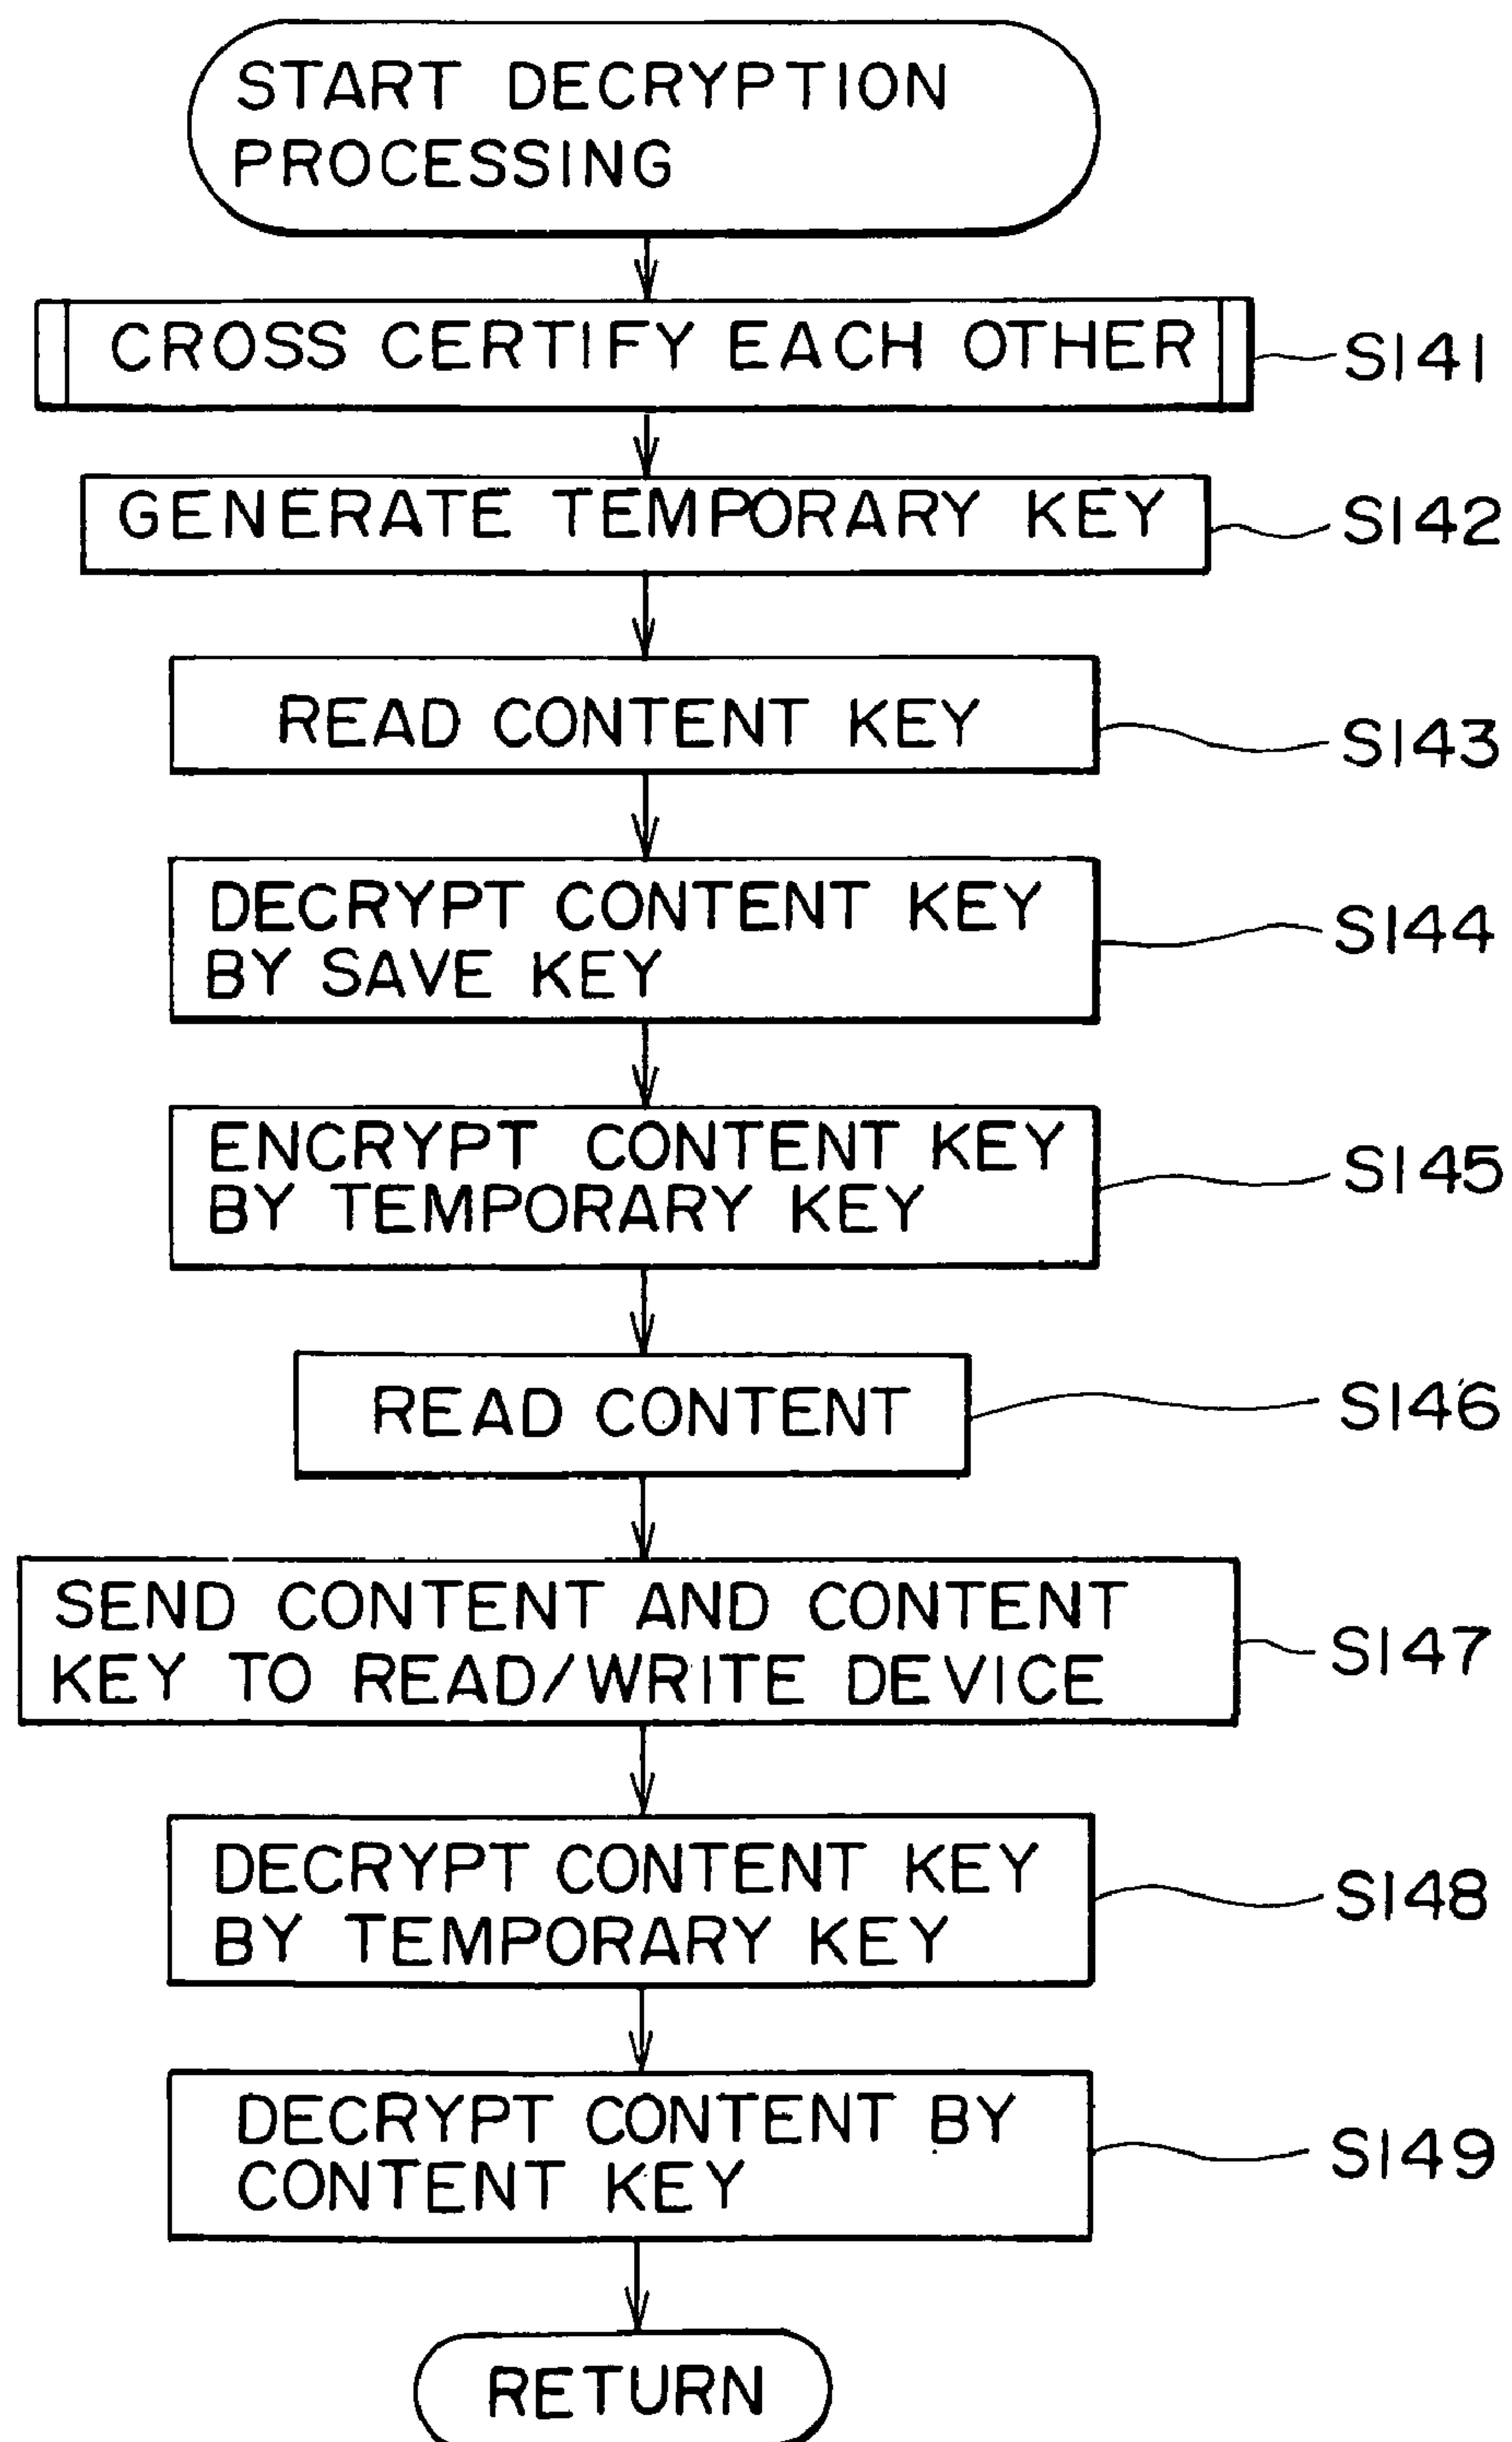 START DECRYPTION
PROCESSING
CROSS CERTIFY EACH OTHER
S141
GENERATE TEMPORARY KEY
S142
READ CONTENT KEY
S143
DECRYPT CONTENT KEY
BY SAVE KEY
S144
ENCRYPT CONTENT KEY
BY TEMPORARY KEY
S145
READ CONTENT
S146
SEND CONTENT AND CONTENT
KEY TO READ/WRITE DEVICE
S147
DECRYPT CONTENT KEY
BY TEMPORARY KEY
S148
DECRYPT CONTENT BY
CONTENT KEY
S149
RETURN